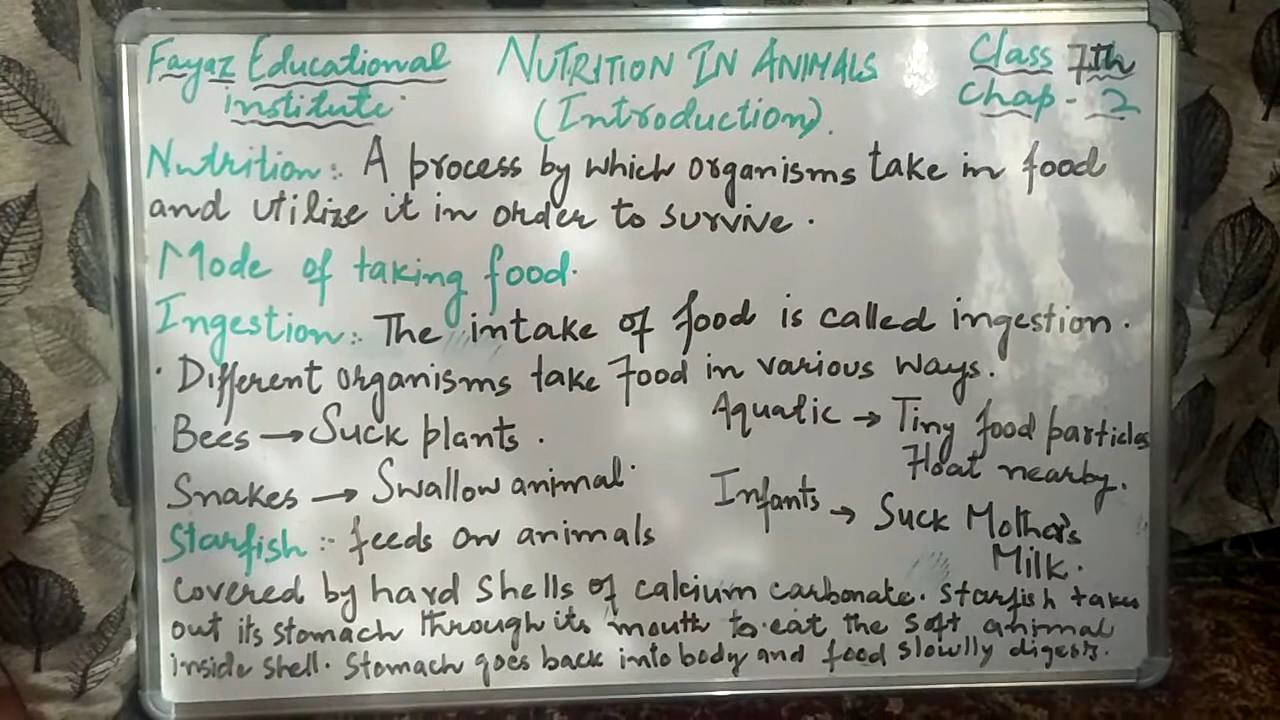 Fayaz Educational institute
NUTRITION IN ANIMALS
(Introduction).
Class 7th
Chap - 2
Nutrition:- A process by which organisms take in food
and utilize it in order to survive.
Mode of taking food.
Ingestion:- The intake of food is called ingestion.
· Different organisms take food in various ways.
Bees → Suck plants.
Snakes → Swallow animal.
Aquatic → Tiny food particles
float nearby.
Infants → Suck Mother's
Milk.
Starfish :- feeds on animals
covered by hard shells of calcium carbonate. Starfish takes
out its stomach through its mouth to eat the soft animal
inside shell. Stomach goes back into body and food slowlly digests.